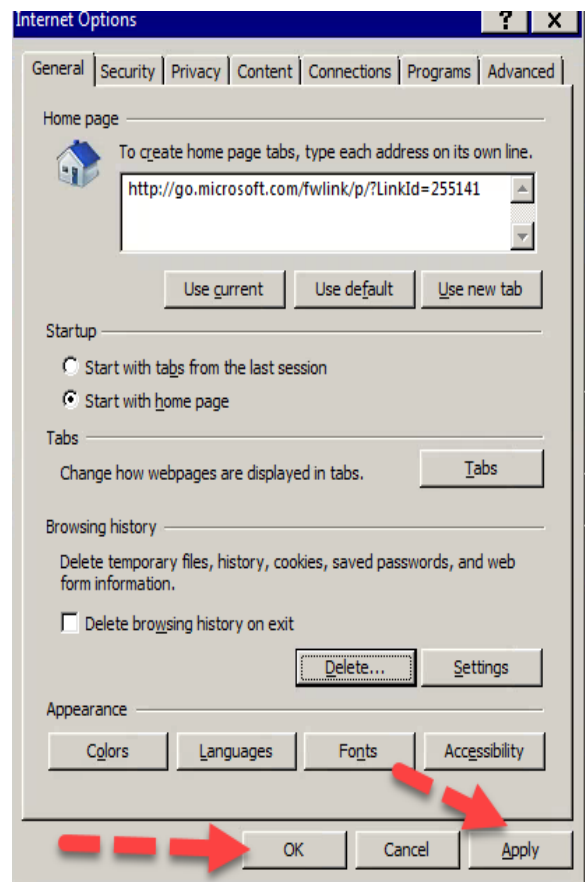 Internet Options ? X
General Security Privacy Content Connections Programs Advanced
Home page
To create home page tabs, type each address on its own line.
http://go.microsoft.com/fwlink/p/?LinkId=255141
Use current Use default Use new tab
Startup
Start with tabs from the last session
Start with home page
Tabs
Change how webpages are displayed in tabs. Tabs
Browsing history
Delete temporary files, history, cookies, saved passwords, and web
form information.
Delete browsing history on exit
Delete... Settings
Appearance
Colors Languages Fonts Accessibility
OK Cancel Apply